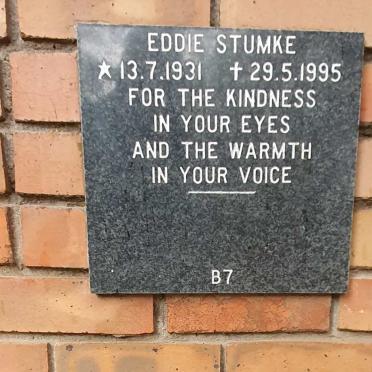 EDDIE STUMKE
★ 13.7.1931 ✝ 29.5.1995
FOR THE KINDNESS
IN YOUR EYES
AND THE WARMTH
IN YOUR VOICE
B7